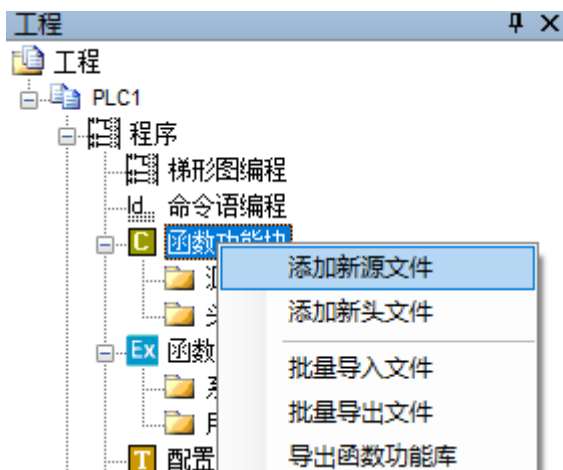 工程
工程
PLC1
程序
梯形图编程
命令语编程
函数功能块
添加新源文件
添加新头文件
函数
批量导入文件
批量导出文件
配置
导出函数功能库